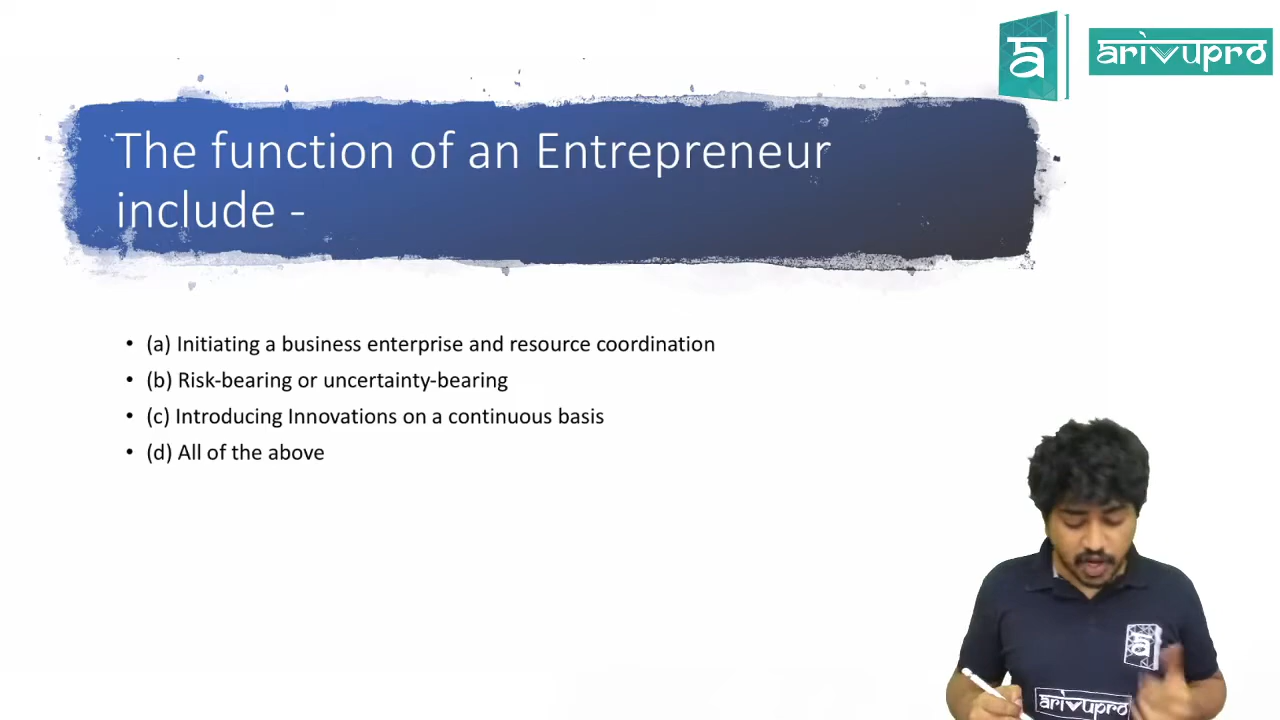 arivupro
The function of an Entrepreneur
include -
• (a) Initiating a business enterprise and resource coordination
• (b) Risk-bearing or uncertainty-bearing
• (c) Introducing Innovations on a continuous basis
• (d) All of the above
arivupro